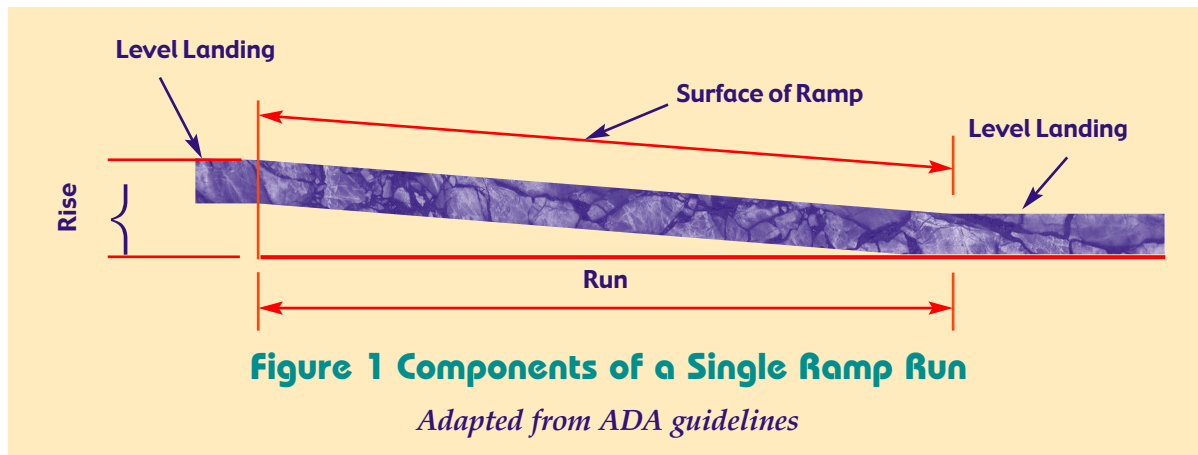 Level Landing
Surface of Ramp
Level Landing
Rise
Run
Figure 1 Components of a Single Ramp Run
Adapted from ADA guidelines